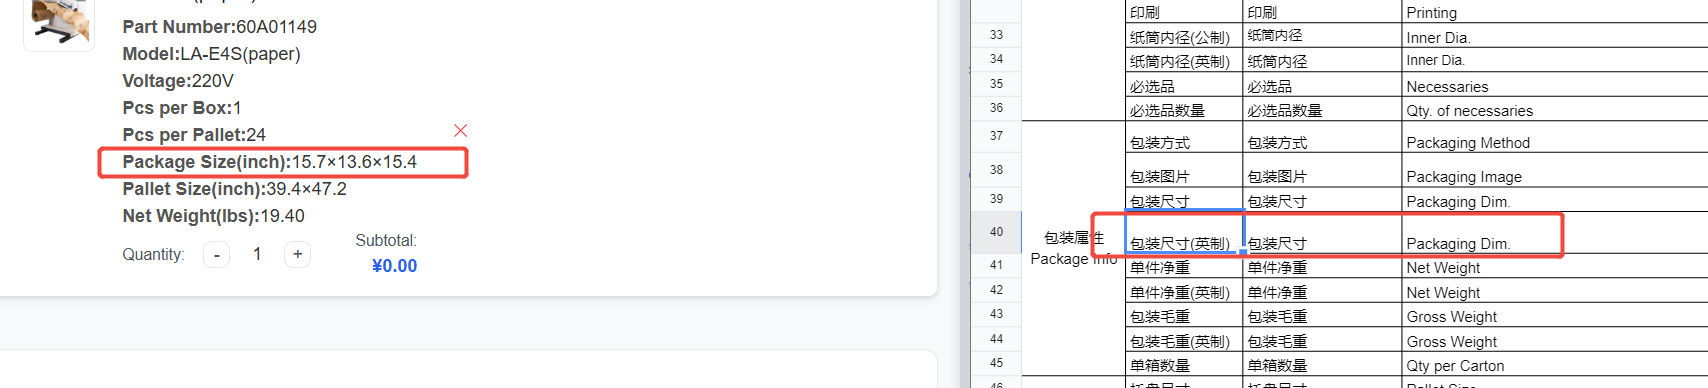 Part Number:60A01149
Model:LA-E4S(paper)
Voltage:220V
Pcs per Box:1
Pcs per Pallet:24
Package Size(inch):15.7×13.6×15.4
Pallet Size(inch):39.4×47.2
Net Weight(lbs):19.40
Quantity: - 1 +
Subtotal:
¥0.00
印刷 印刷 Printing
33 纸筒内径(公制) 纸筒内径 Inner Dia.
34 纸筒内径(英制) 纸筒内径 Inner Dia.
35 必选品 必选品 Necessaries
36 必选品数量 必选品数量 Qty. of necessaries
37 包装方式 包装方式 Packaging Method
38 包装图片 包装图片 Packaging Image
39 包装尺寸 包装尺寸 Packaging Dim.
40 包装尺寸(英制) 包装尺寸 Packaging Dim.
包装属性
Package Info
41 单件净重 单件净重 Net Weight
42 单件净重(英制) 单件净重 Net Weight
43 包装毛重 包装毛重 Gross Weight
44 包装毛重(英制) 包装毛重 Gross Weight
45 单箱数量 单箱数量 Qty per Carton